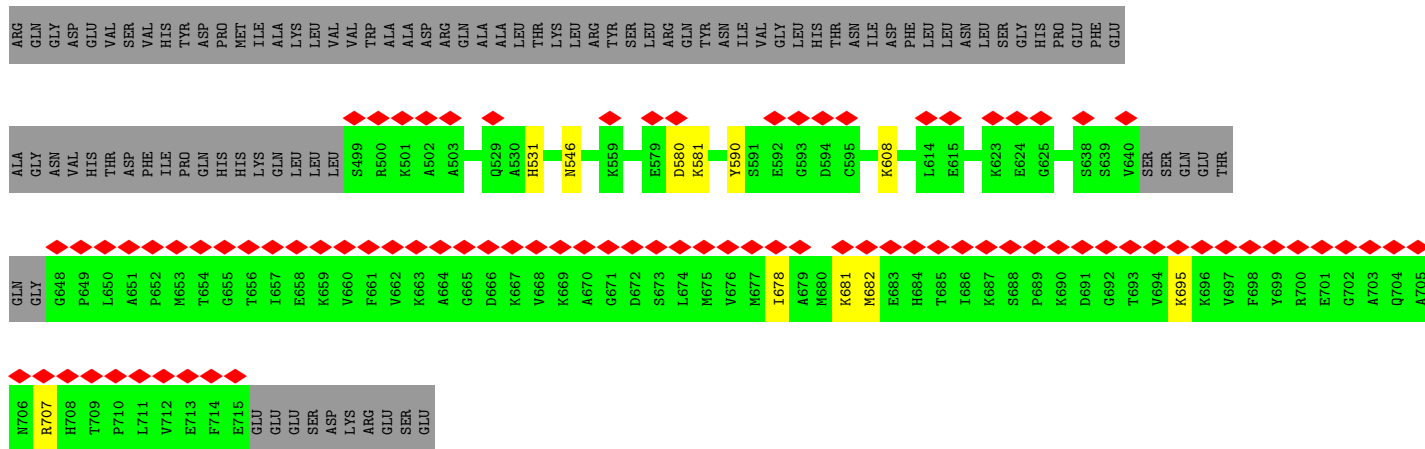 ARG GLN GLY ASP GLU VAL SER VAL HIS TYR ASP PRO MET ILE ALA LYS LEU VAL VAL TRP ALA ALA ASP ARG GLN ALA ALA LEU THR LYS LEU ARG TYR SER LEU ARG GLN TYR ASN ILE VAL GLY LEU HIS THR ASN ILE ASP PHE LEU LEU ASN LEU SER GLY HIS PRO GLU PHE GLU
ALA GLY ASN VAL HIS THR ASP PHE ILE PRO GLN HIS HIS LYS GLN LEU LEU LEU S499 R500 K501 A502 A503 Q529 A530 H531 N546 K559 E579 D580 K581 Y590 S591 E592 G593 D594 C595 K608 L614 E615 K623 E624 G625 S638 S639 V640 SER SER GLN GLU THR
GLN GLY G648 P649 L650 A651 P652 M653 T654 G655 T656 I657 E658 K659 V660 F661 V662 K663 A664 G665 D666 K667 V668 K669 A670 G671 D672 S673 L674 M675 V676 M677 I678 A679 M680 K681 M682 E683 H684 T685 I686 K687 S688 P689 K690 D691 G692 T693 V694 K695 K696 V697 F698 Y699 R700 E701 G702 A703 Q704 A705
N706 R707 H708 T709 P710 L711 V712 E713 F714 E715 GLU GLU GLU SER ASP LYS ARG GLU SER GLU